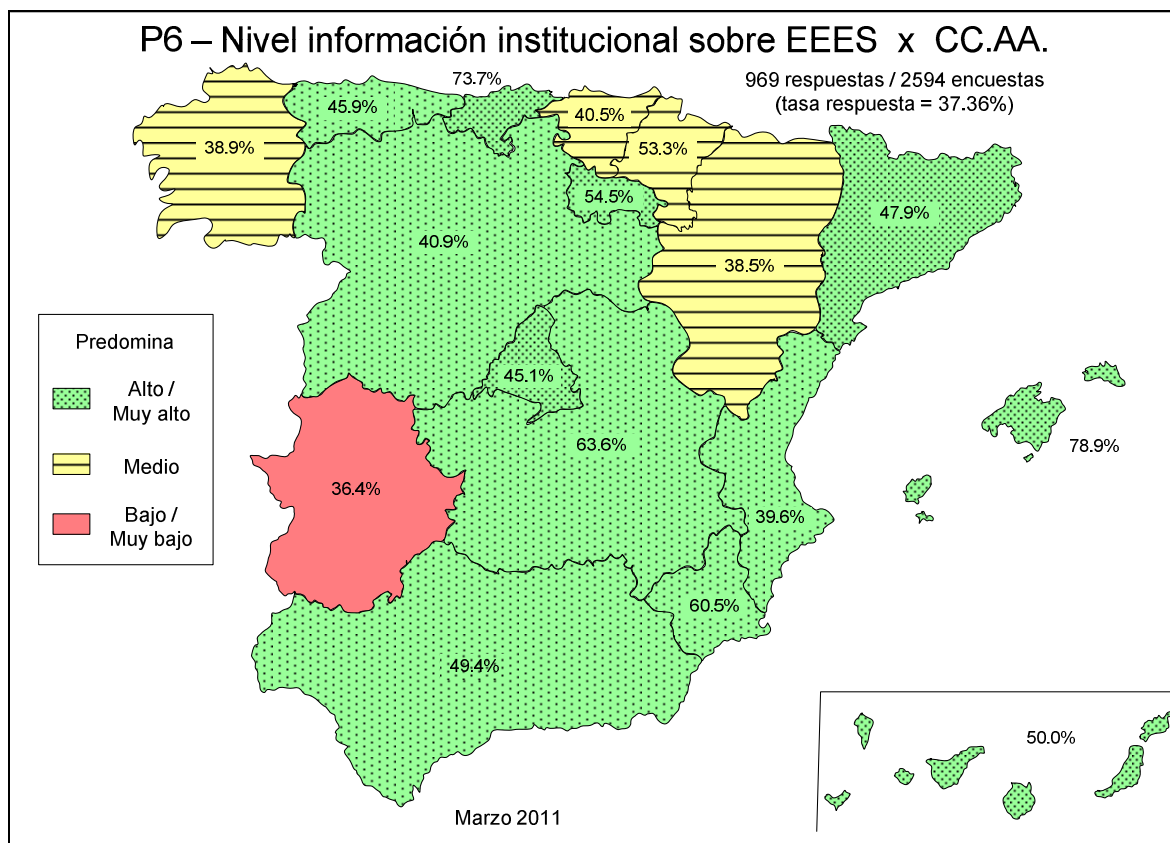 P6 – Nivel información institucional sobre EEES x CC.AA.
73.7%
969 respuestas / 2594 encuestas
(tasa respuesta = 37.36%)
45.9%
40.5%
38.9%
53.3%
54.5%
47.9%
40.9%
38.5%
Predomina
Alto /
Muy alto
Medio
Bajo /
Muy bajo
45.1%
63.6%
78.9%
36.4%
39.6%
60.5%
49.4%
50.0%
Marzo 2011